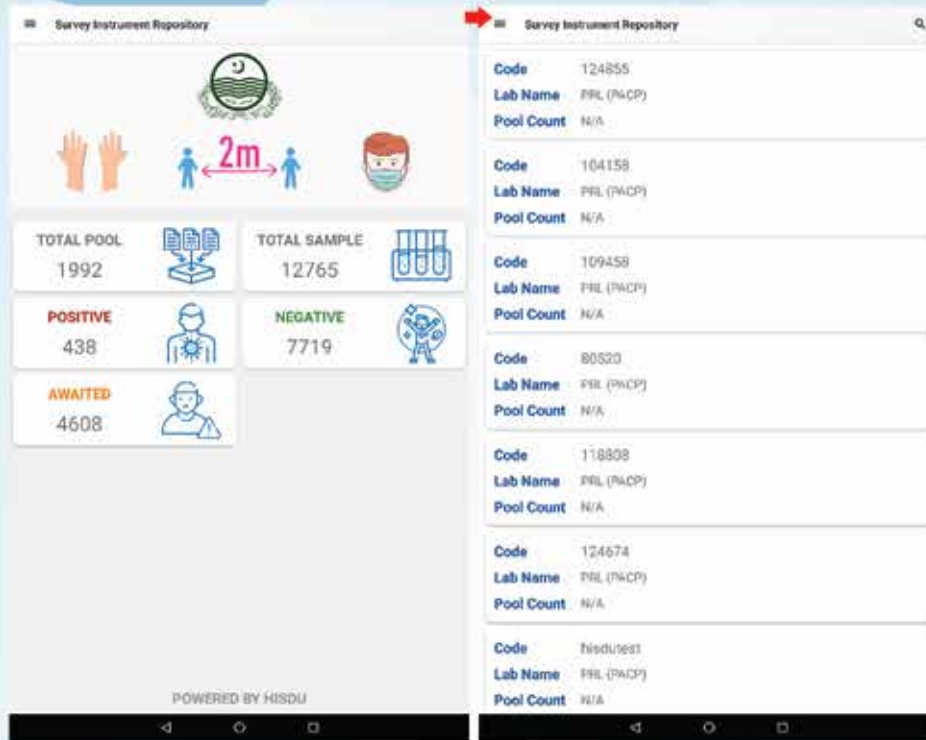 Survey Instrument Repository
2m
TOTAL POOL
1992
TOTAL SAMPLE
12765
POSITIVE
438
NEGATIVE
7719
AWAITED
4608
POWERED BY HISDU
Survey Instrument Repository
Code 124855
Lab Name PRL (PACP)
Pool Count N/A
Code 104158
Lab Name PRL (PACP)
Pool Count N/A
Code 109458
Lab Name PRL (PACP)
Pool Count N/A
Code 80520
Lab Name PRL (PACP)
Pool Count N/A
Code 118808
Lab Name PRL (PACP)
Pool Count N/A
Code 124674
Lab Name PRL (PACP)
Pool Count N/A
Code hisdutest
Lab Name PRL (PACP)
Pool Count N/A